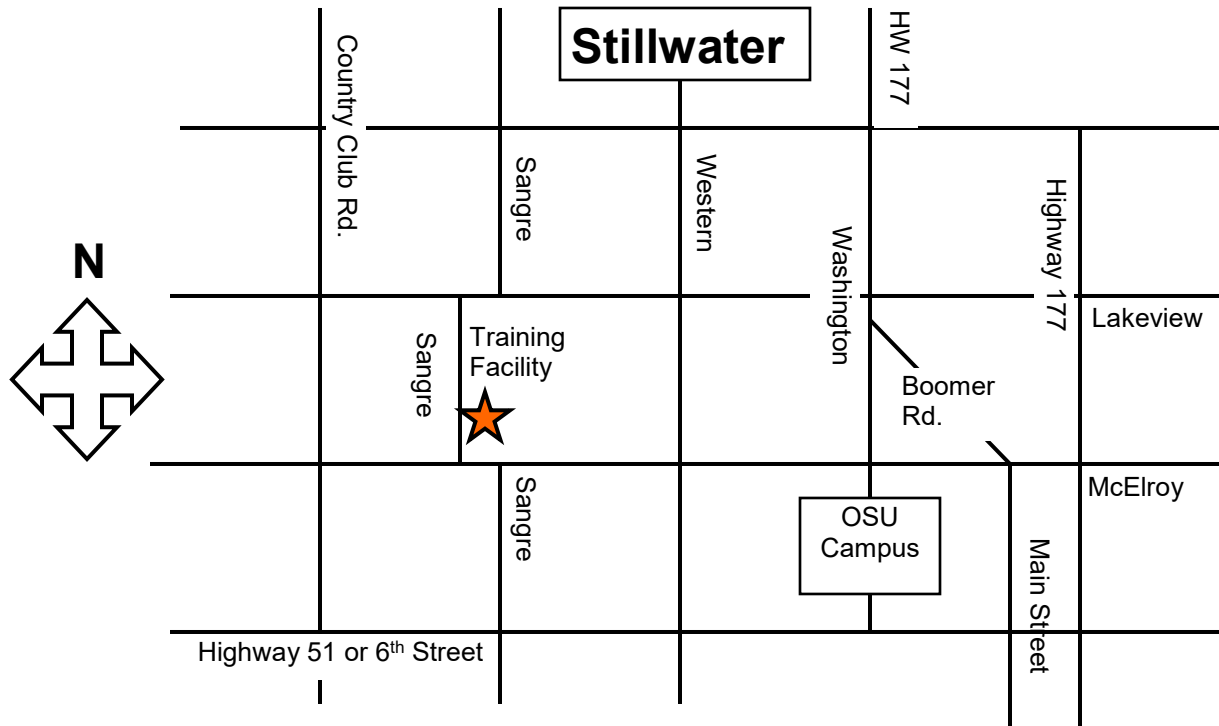 Stillwater
HW 177
Country Club Rd.
Sangre
Western
Washington
Highway 177
N
Lakeview
Sangre
Training
Facility
Boomer
Rd.
McElroy
Sangre
OSU
Campus
Main Street
Highway 51 or 6th Street